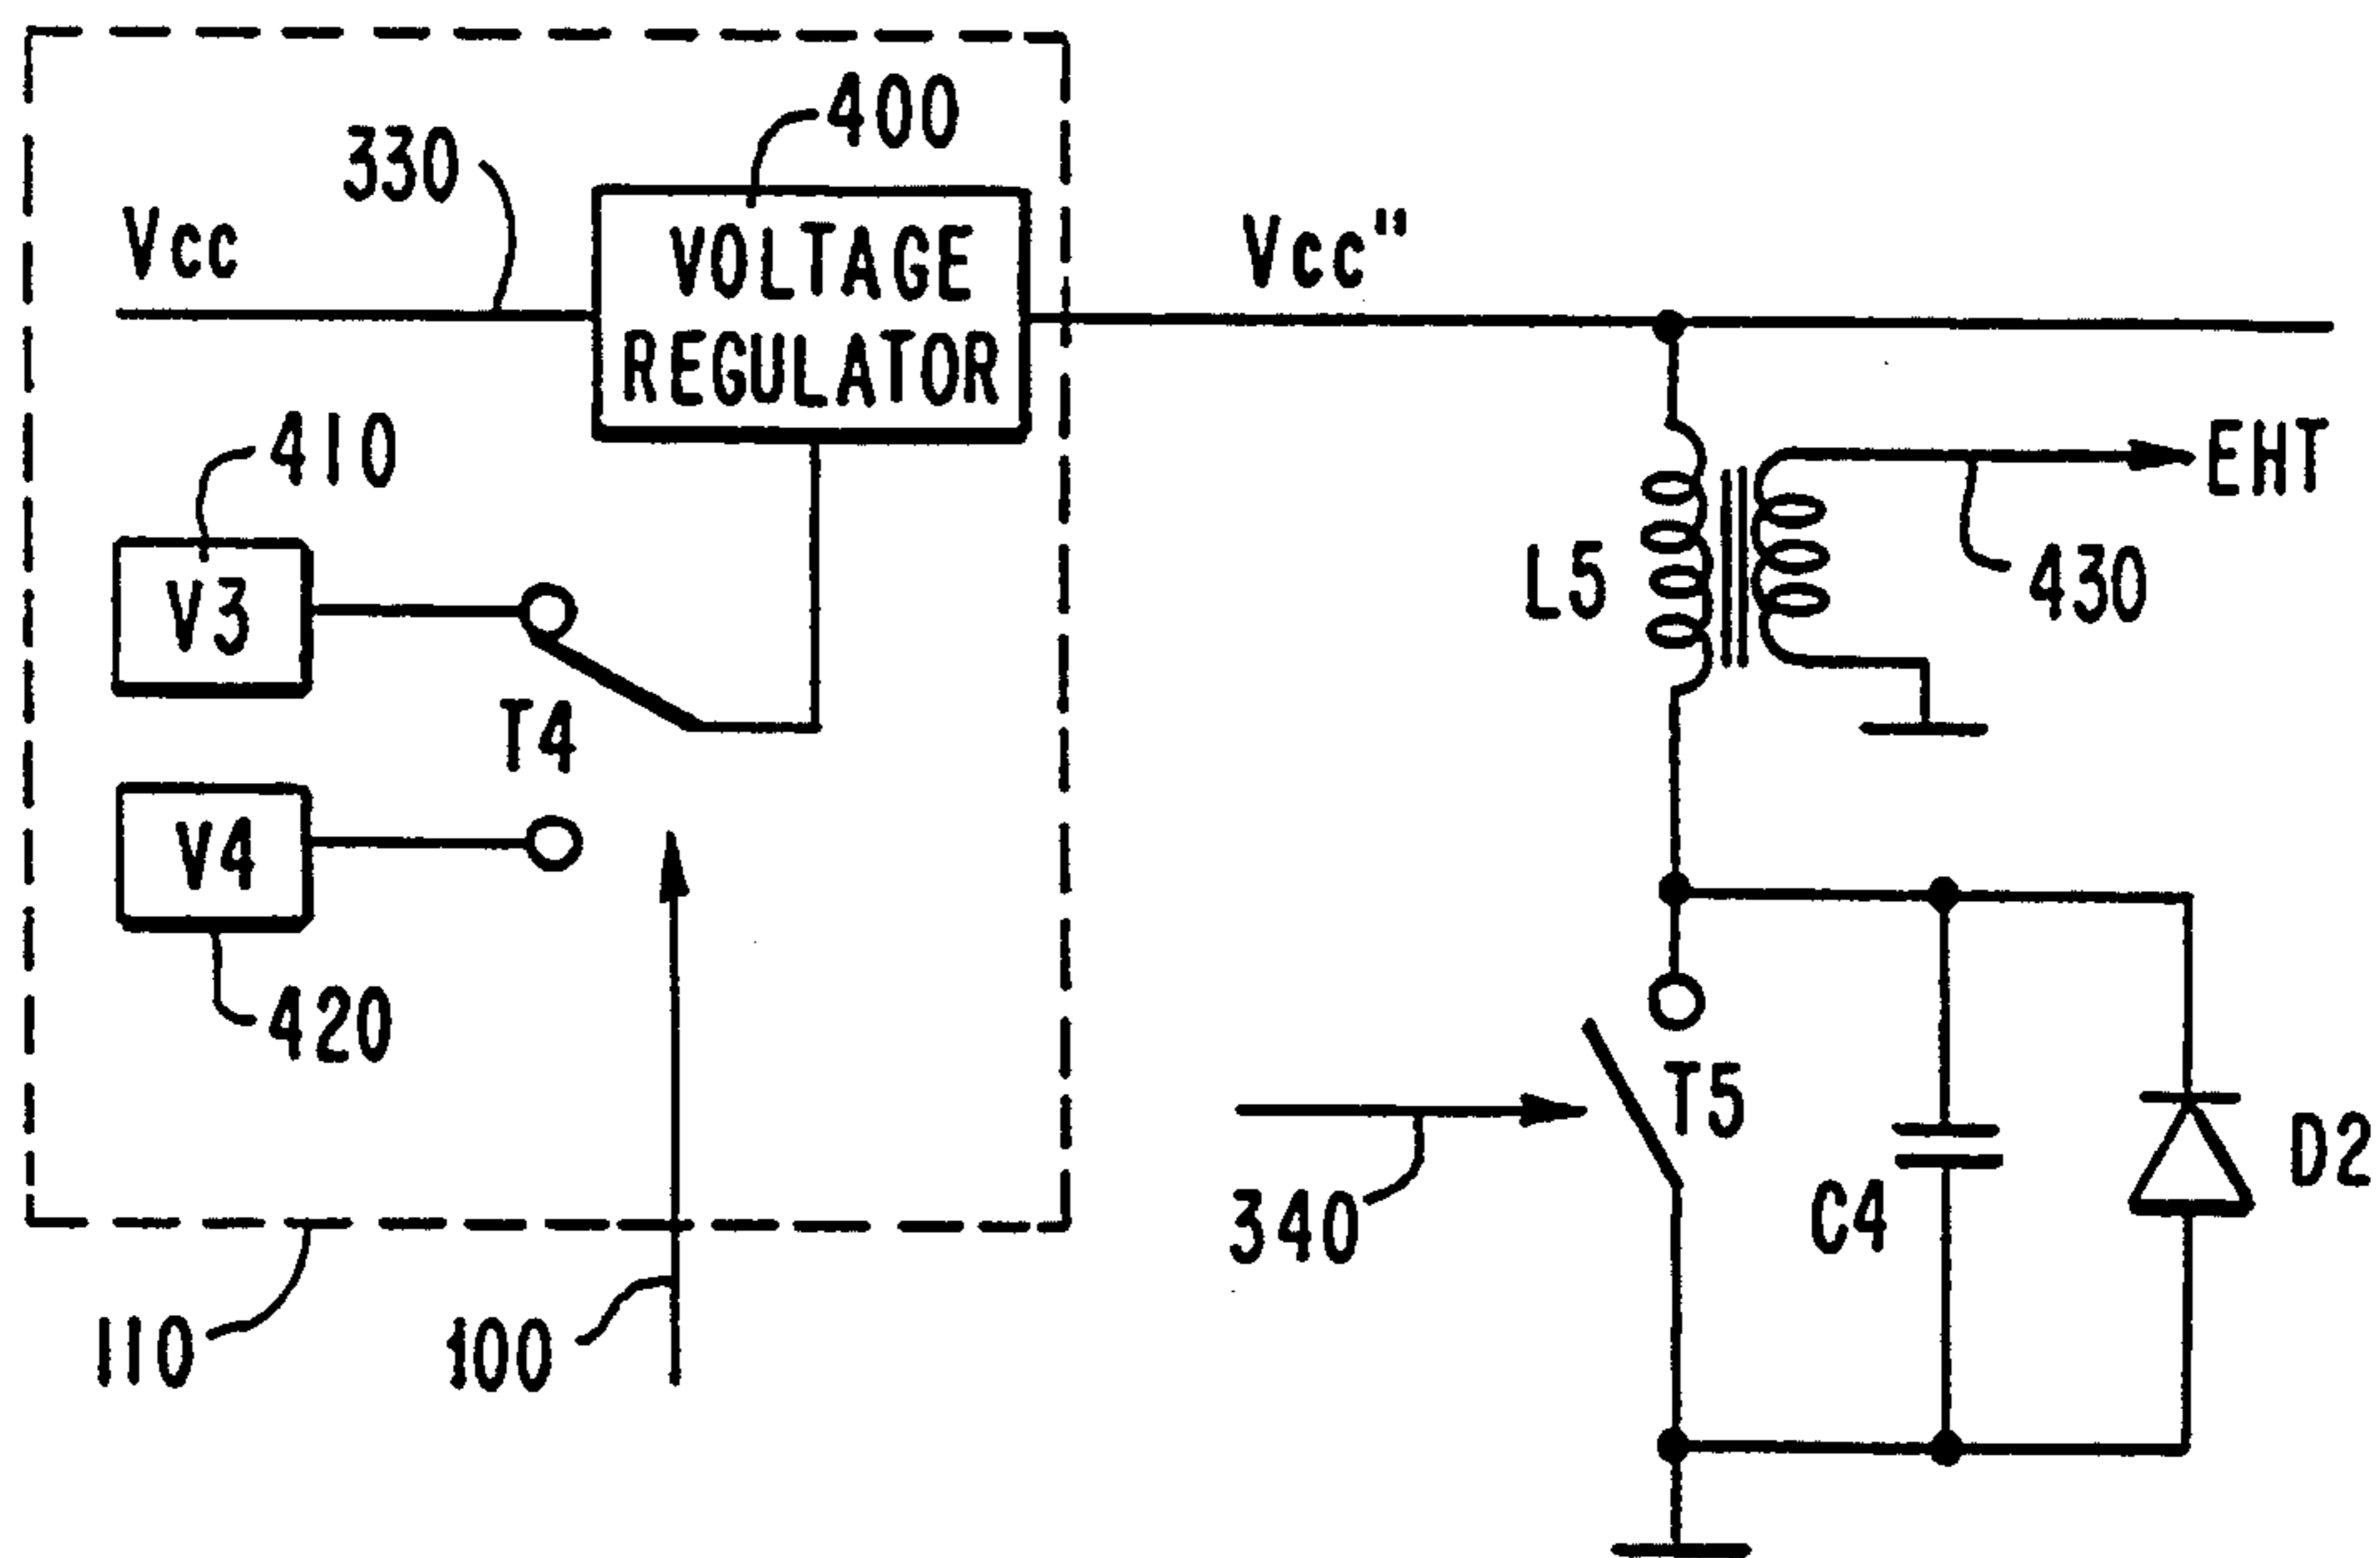 400
330
Vcc
VOLTAGE
REGULATOR
Vcc"
410
EHT
V3
L5
430
T4
V4
420
T5
D2
340
C4
110
100